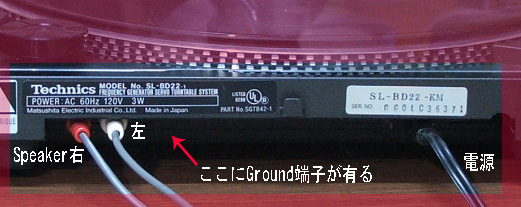 Technics MODEL No. SL-BD22-1
FREQUENCY GENERATOR SERVO TURNTABLE SYSTEM
POWER: AC 60Hz 120V 3W
Matsushita Electric Industrial Co., Ltd. Made in Japan
LISTED
UL
PART No. SGT842-1
SL-BD22-KM
SER. NO.
左
Speaker右
ここにGround端子が有る
電源